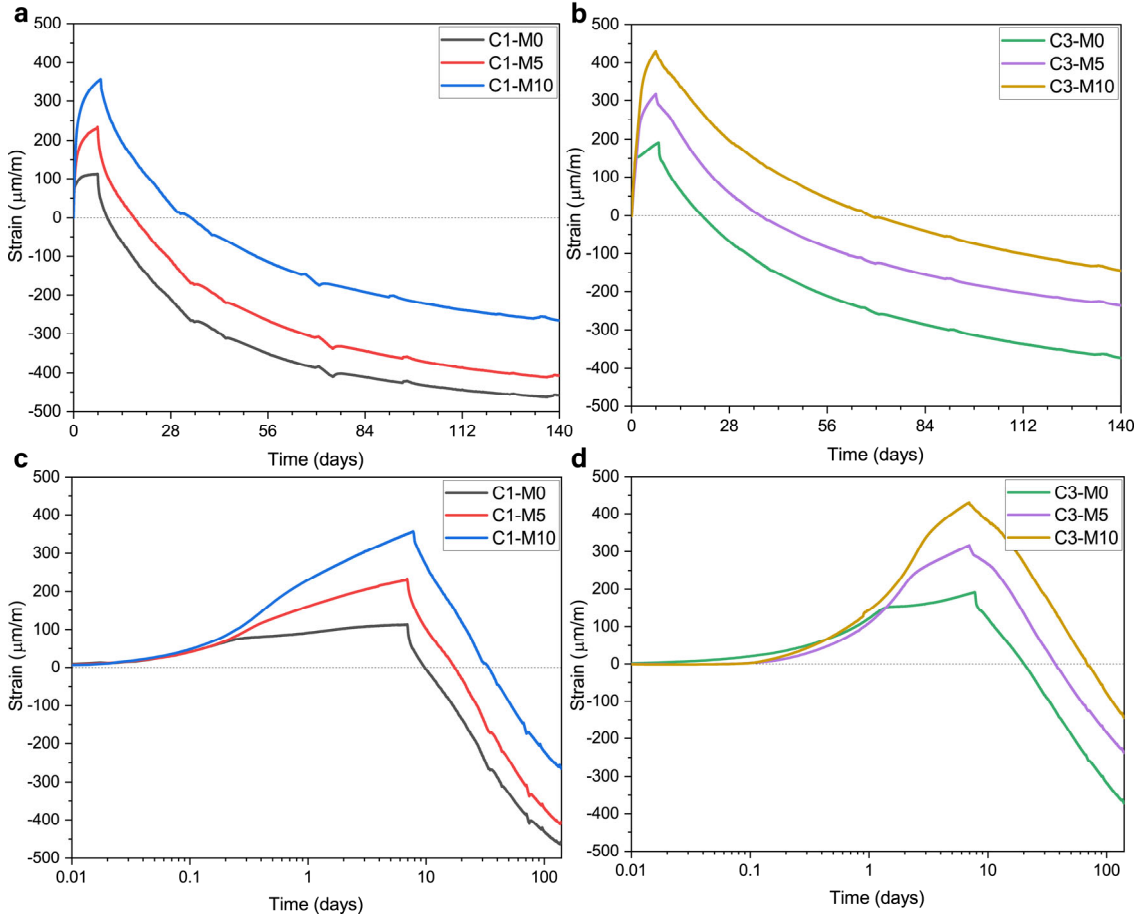 a
500
400
300
200
100
0
-100
-200
-300
-400
-500
Strain (μm/m)
0
28
56
84
112
140
Time (days)
C1-M0
C1-M5
C1-M10
b
500
400
300
200
100
0
-100
-200
-300
-400
-500
Strain (μm/m)
0
28
56
84
112
140
Time (days)
C3-M0
C3-M5
C3-M10
c
500
400
300
200
100
0
-100
-200
-300
-400
-500
Strain (μm/m)
0.01
0.1
1
10
100
Time (days)
C1-M0
C1-M5
C1-M10
d
500
400
300
200
100
0
-100
-200
-300
-400
-500
Strain (μm/m)
0.01
0.1
1
10
100
Time (days)
C3-M0
C3-M5
C3-M10